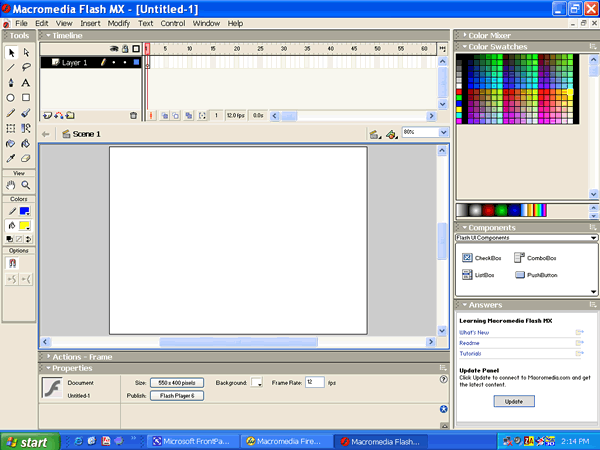 Macromedia Flash MX - [Untitled-1]
File Edit View Insert Modify Text Control Window Help
Tools
Timeline
1 5 10 15 20 25 30 35 40 45 50 55 60
Layer 1
1 12.0 fps 0.0s
Scene 1
80%
View
Colors
Options
Color Mixer
Color Swatches
Components
Flash UI Components
CheckBox ComboBox
ListBox PushButton
Answers
Learning Macromedia Flash MX
What's New
Readme
Tutorials
Update Panel
Click Update to connect to Macromedia.com and get
the latest content.
Update
Actions - Frame
Properties
Document Size: 550 x 400 pixels Background: Frame Rate: 12 fps
Untitled-1 Publish: Flash Player 6
start Microsoft FrontPa... Macromedia Fire... Macromedia Flash... 2:14 PM